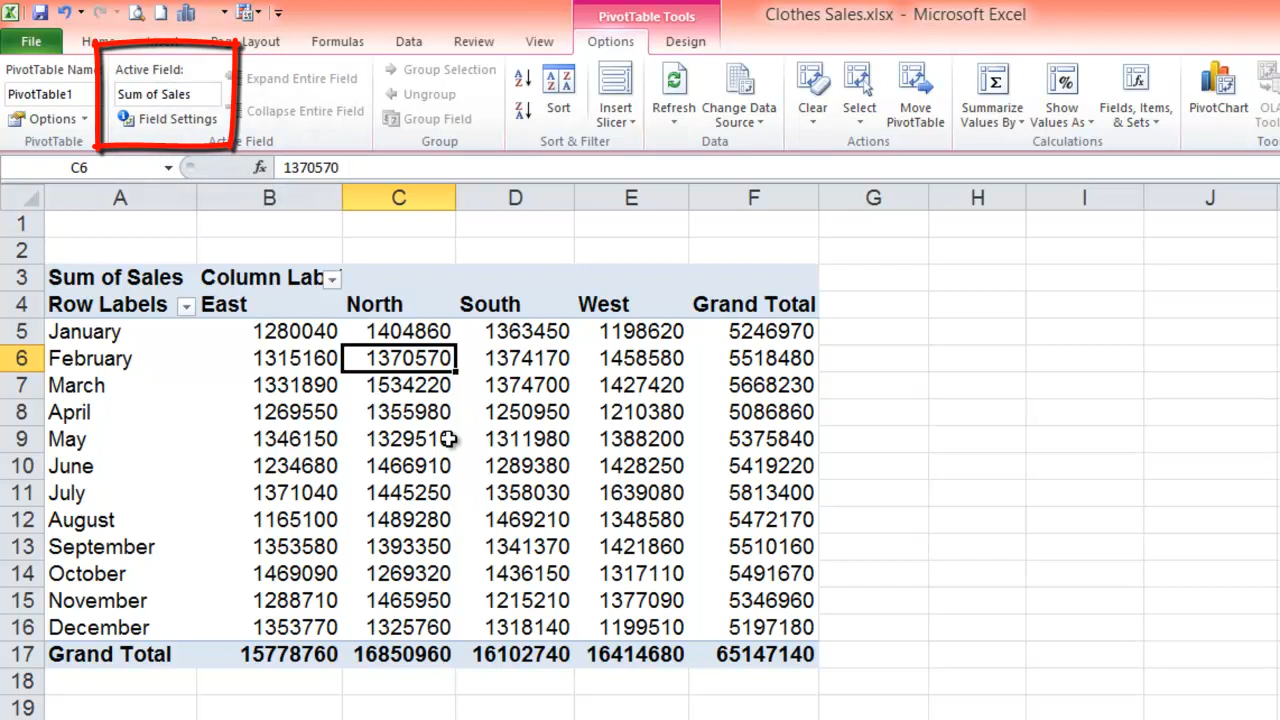 PivotTable Tools
Clothes Sales.xlsx - Microsoft Excel
File Page Layout Formulas Data Review View Options Design
PivotTable Name
PivotTable1
Options
PivotTable
Active Field:
Sum of Sales
Field Settings
Expand Entire Field
Collapse Entire Field
Active Field
Group Selection
Ungroup
Group Field
Group
Sort
Insert Slicer
Sort & Filter
Refresh
Change Data Source
Data
Clear
Select
Move PivotTable
Actions
Summarize Values By
Show Values As
Fields, Items, & Sets
Calculations
PivotChart
OLA
Tool
Too
C6 fx 1370570
A B C D E F G H I J
1
2
3 Sum of Sales Column Lab
4 Row Labels East North South West Grand Total
5 January 1280040 1404860 1363450 1198620 5246970
6 February 1315160 1370570 1374170 1458580 5518480
7 March 1331890 1534220 1374700 1427420 5668230
8 April 1269550 1355980 1250950 1210380 5086860
9 May 1346150 1329510 1311980 1388200 5375840
10 June 1234680 1466910 1289380 1428250 5419220
11 July 1371040 1445250 1358030 1639080 5813400
12 August 1165100 1489280 1469210 1348580 5472170
13 September 1353580 1393350 1341370 1421860 5510160
14 October 1469090 1269320 1436150 1317110 5491670
15 November 1288710 1465950 1215210 1377090 5346960
16 December 1353770 1325760 1318140 1199510 5197180
17 Grand Total 15778760 16850960 16102740 16414680 65147140
18
19